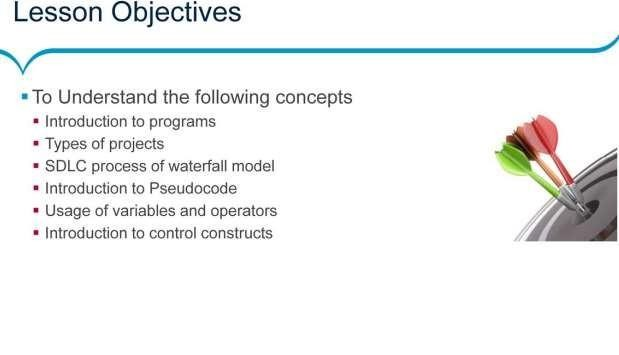 Lesson Objectives
To Understand the following concepts
Introduction to programs
Types of projects
SDLC process of waterfall model
Introduction to Pseudocode
Usage of variables and operators
Introduction to control constructs